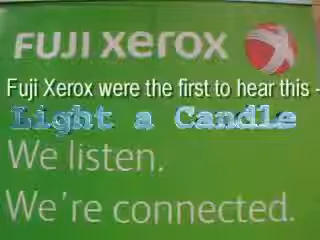 FUJI xerox
Fuji Xerox were the first to hear this -
Light a Candle
We listen.
We're connected.